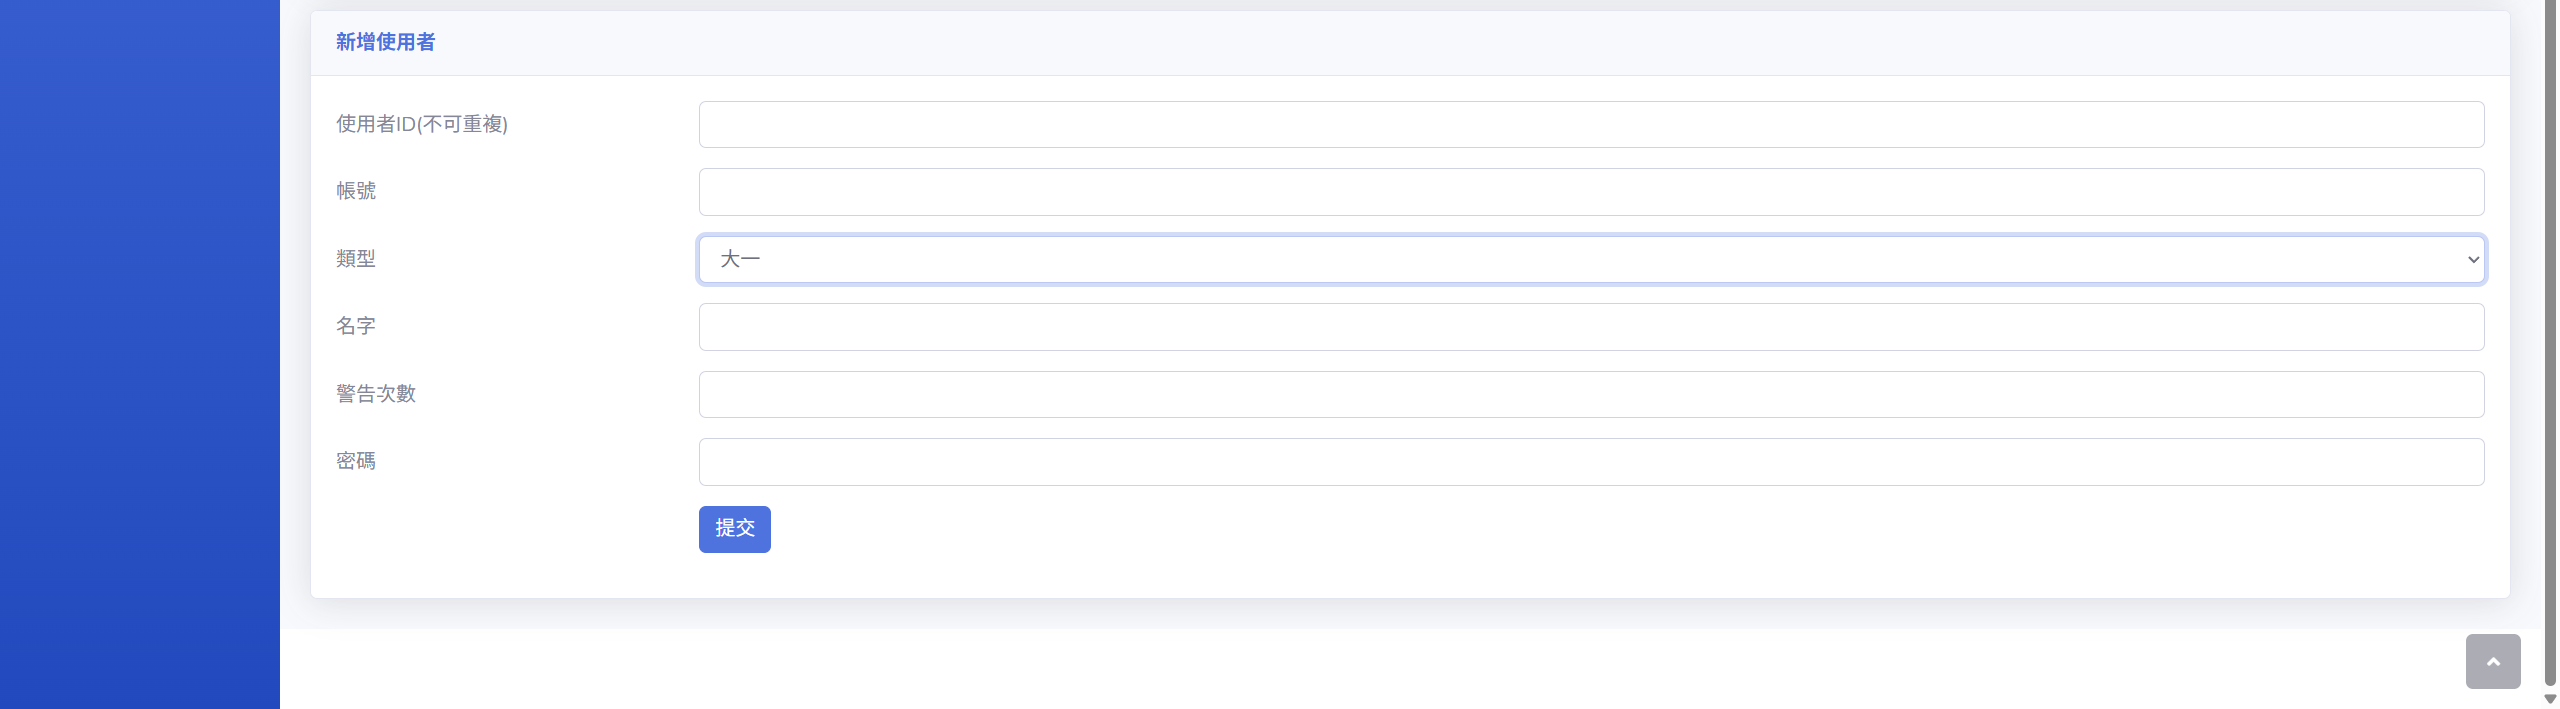 新增使用者
使用者ID(不可重複)
帳號
類型
大一
名字
警告次數
密碼
提交